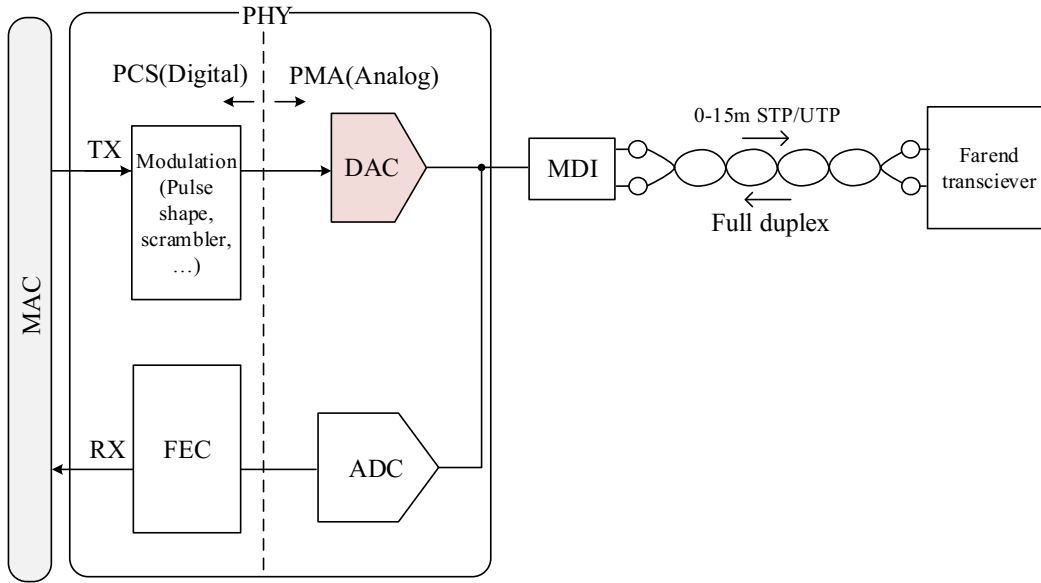 PHY
PCS(Digital)
PMA(Analog)
TX
Modulation
(Pulse
shape,
scrambler,
…)
DAC
MDI
0-15m STP/UTP
Full duplex
Farend
transciever
MAC
RX
FEC
ADC